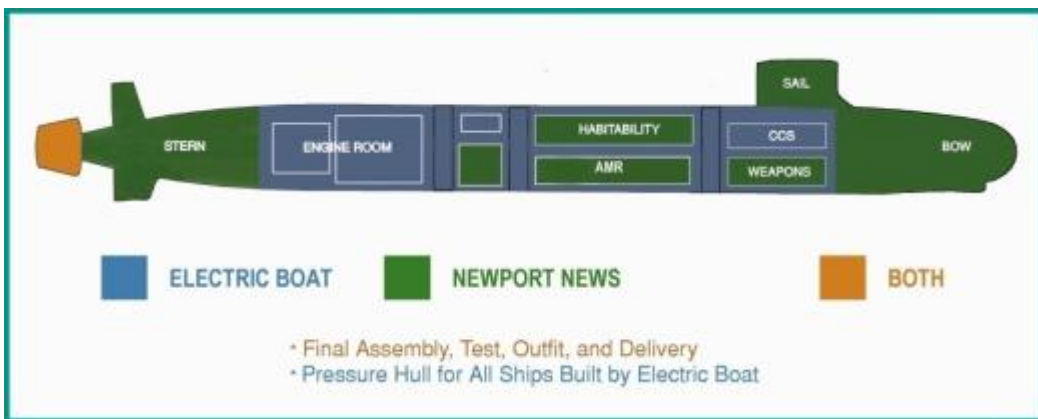 SAIL
STERN
ENGINE ROOM
HABITABILITY
AMR
CCS
WEAPONS
BOW
ELECTRIC BOAT
NEWPORT NEWS
BOTH
• Final Assembly, Test, Outfit, and Delivery
• Pressure Hull for All Ships Built by Electric Boat